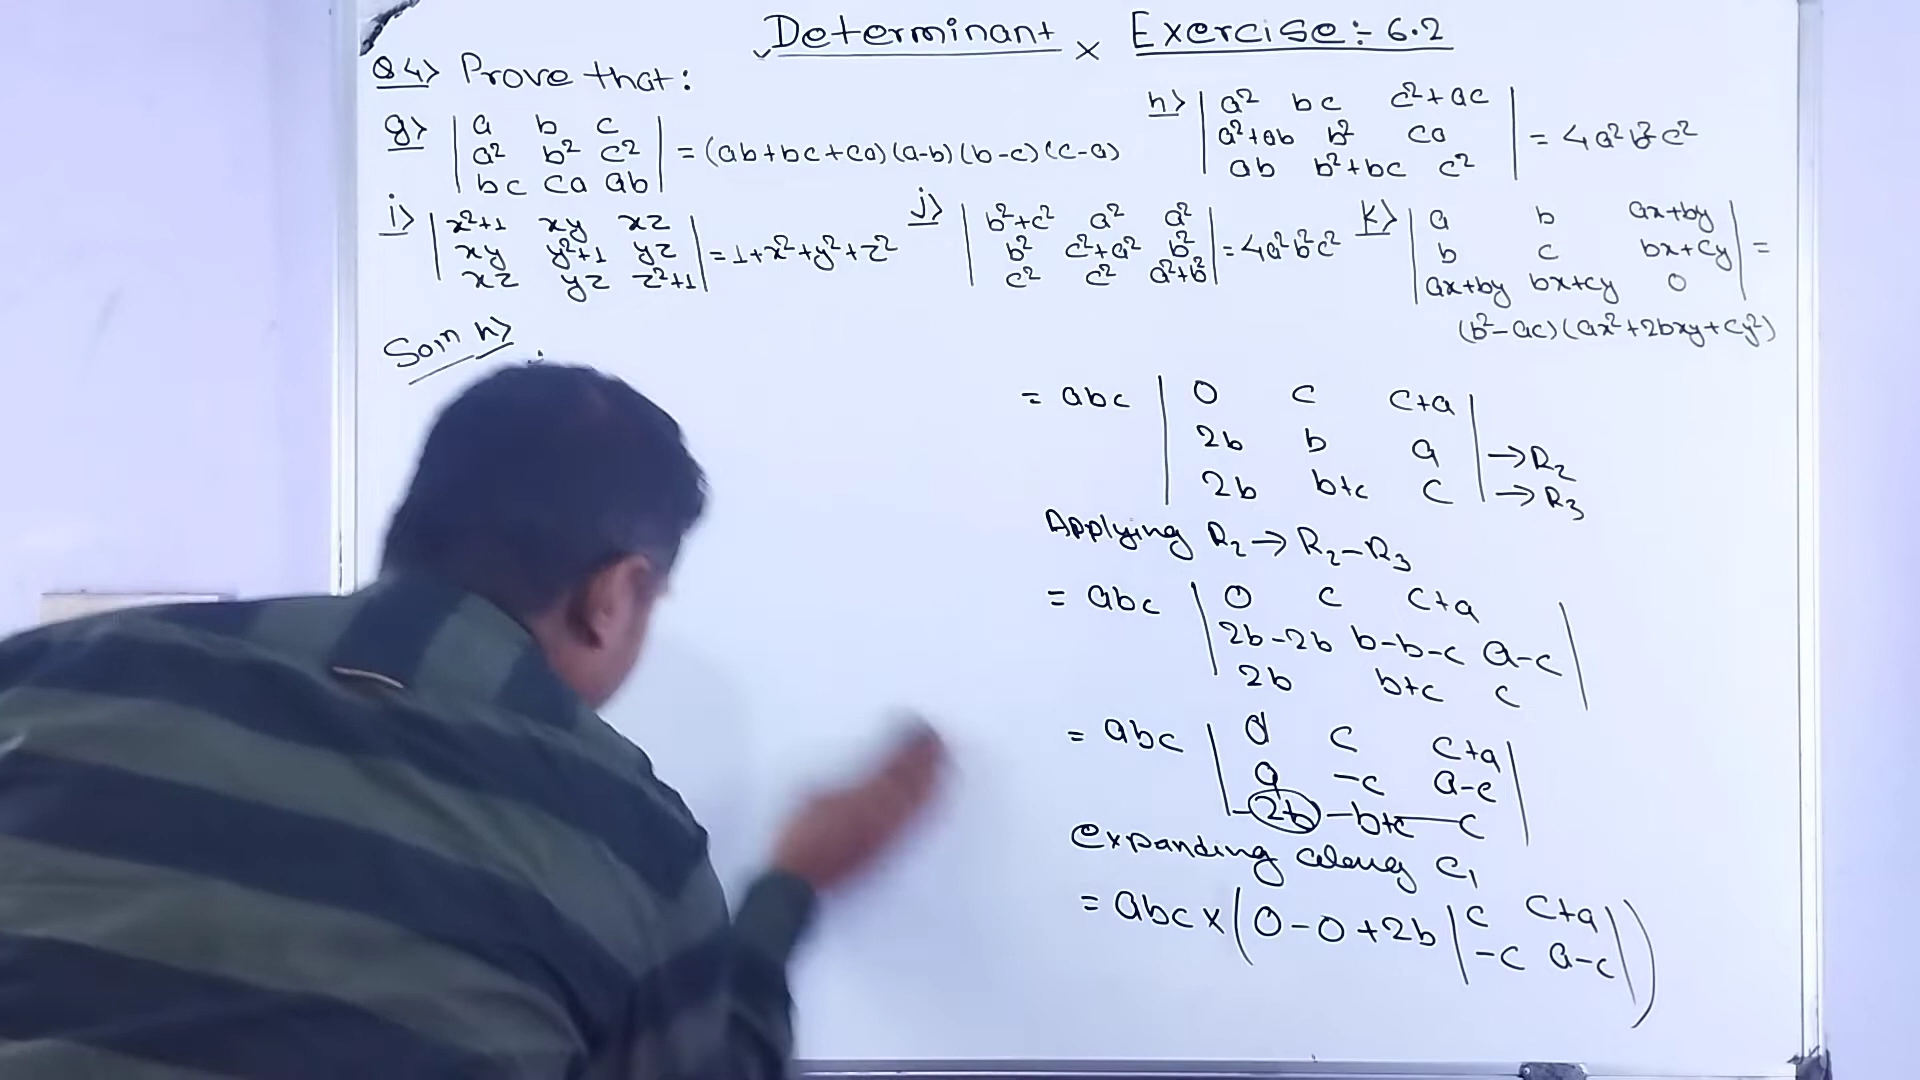 Determinant × Exercise:- 6.2
Q4> Prove that:
g> | a b c |
| a² b² c² | = (ab+bc+ca)(a-b)(b-c)(c-a)
| bc ca ab |
h> | a² bc c²+ac |
| a²+ab b² ca | = 4a²b²c²
| ab b²+bc c² |
i> | x²+1 xy xz |
| xy y²+1 yz | = 1+x²+y²+z²
| xz yz z²+1 |
j> | b²+c² a² a² |
| b² c²+a² b² | = 4a²b²c²
| c² c² a²+b² |
k> | a b ax+by |
| b c bx+cy | =
| ax+by bx+cy 0 |
(b²-ac)(ax²+2bxy+cy²)
Soln h>
= abc | 0 c c+a |
| 2b b a | → R₂
| 2b b+c c | → R₃
Applying R₂ → R₂-R₃
= abc | 0 c c+a |
| 2b-2b b-b-c a-c |
| 2b b+c c |
= abc | 0 c c+a |
| 0 -c a-c |
| 2b b+c c |
expanding along C₁
= abc × ( 0-0+2b | c c+a |
| -c a-c | )